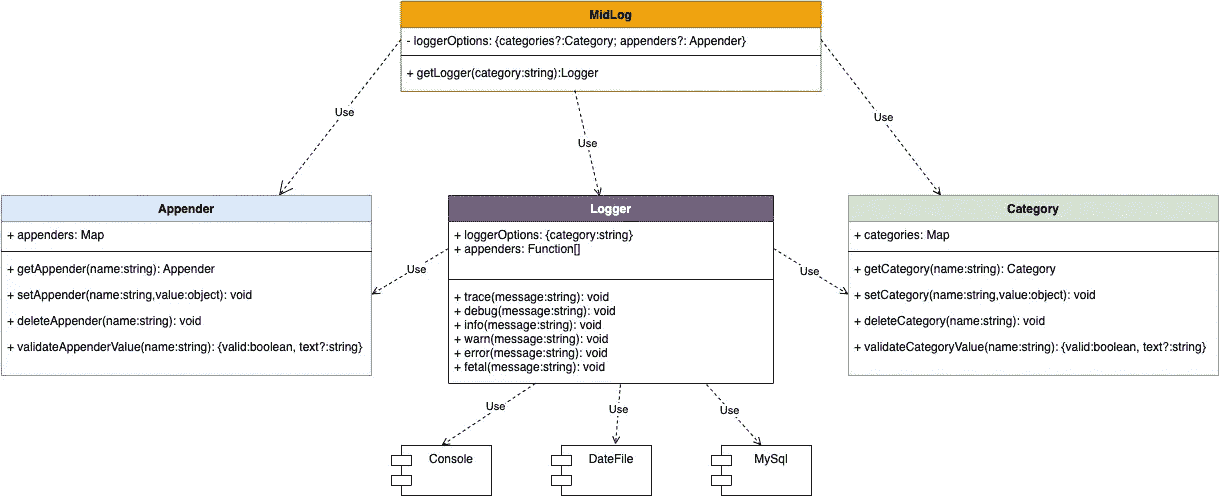 MidLog
- loggerOptions: {categories?:Category; appenders?: Appender}
+ getLogger(category:string):Logger
Use
Use
Use
Appender
+ appenders: Map
+ getAppender(name:string): Appender
+ setAppender(name:string,value:object): void
+ deleteAppender(name:string): void
+ validateAppenderValue(name:string): {valid:boolean, text?:string}
Use
Logger
+ loggerOptions: {category:string}
+ appenders: Function[]
+ trace(message:string): void
+ debug(message:string): void
+ info(message:string): void
+ warn(message:string): void
+ error(message:string): void
+ fetal(message:string): void
Use
Category
+ categories: Map
+ getCategory(name:string): Category
+ setCategory(name:string,value:object): void
+ deleteCategory(name:string): void
+ validateCategoryValue(name:string): {valid:boolean, text?:string}
Use
Use
Use
Console
DateFile
MySql